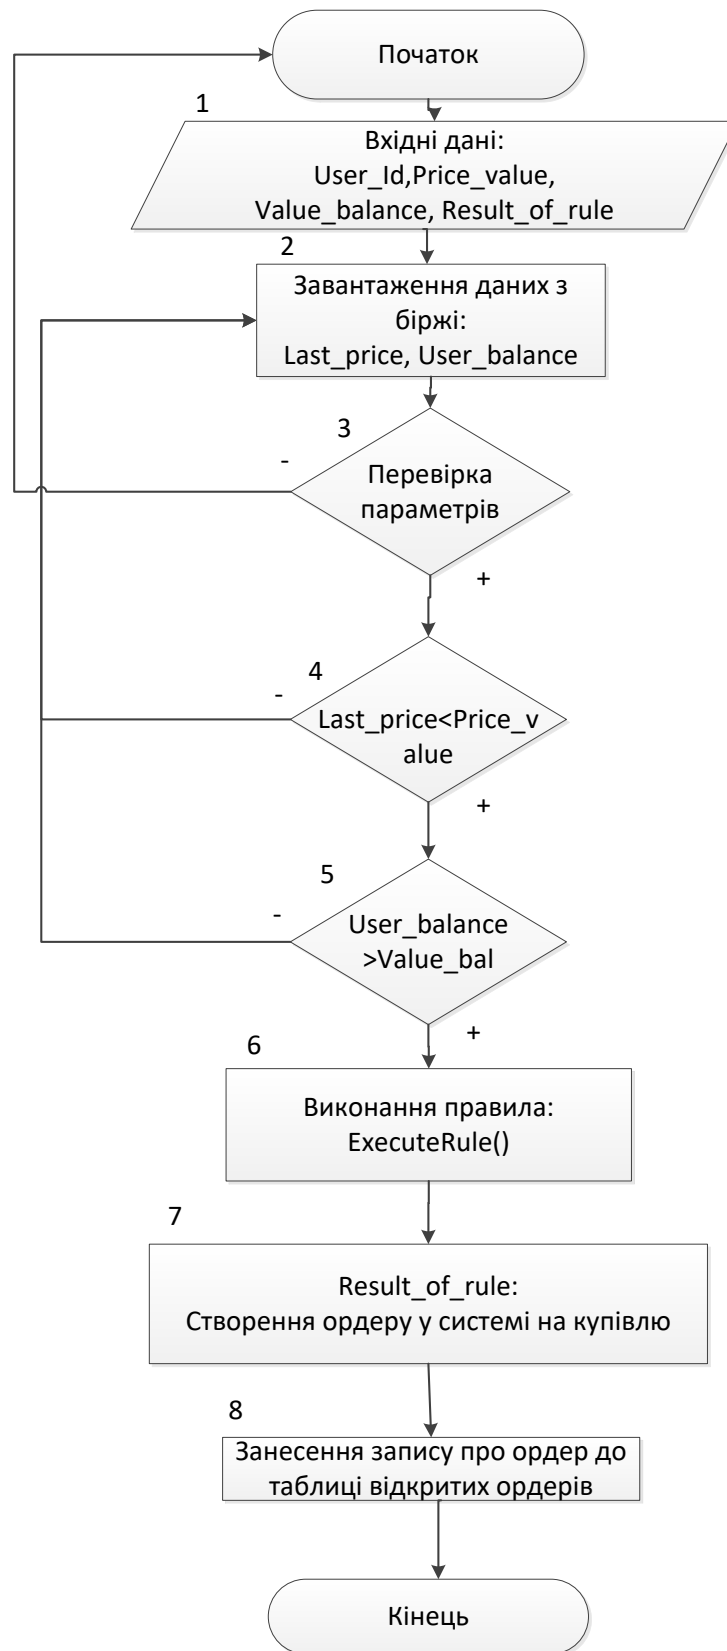 Початок
1
Вхідні дані:
User_Id,Price_value,
Value_balance, Result_of_rule
2
Завантаження даних з
біржі:
Last_price, User_balance
3
-
Перевірка
параметрів
+
4
-
Last_price<Price_v
alue
+
5
-
User_balance
>Value_bal
+
6
Виконання правила:
ExecuteRule()
7
Result_of_rule:
Створення ордеру у системі на купівлю
8
Занесення запису про ордер до
таблиці відкритих ордерів
Кінець